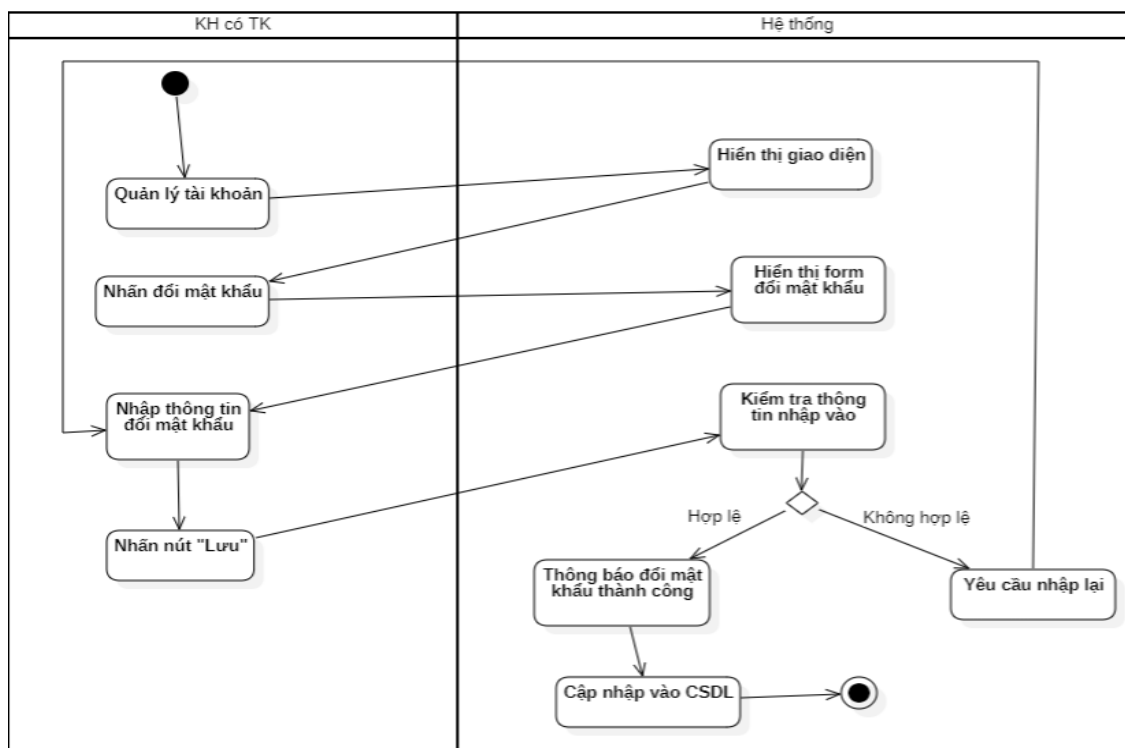 KH có TK
Hệ thống
Hiển thị giao diện
Quản lý tài khoản
Nhấn đổi mật khẩu
Hiển thị form
đổi mật khẩu
Nhập thông tin
đổi mật khẩu
Kiểm tra thông
tin nhập vào
Nhấn nút "Lưu"
Hợp lệ
Không hợp lệ
Thông báo đổi mật
khẩu thành công
Yêu cầu nhập lại
Cập nhập vào CSDL